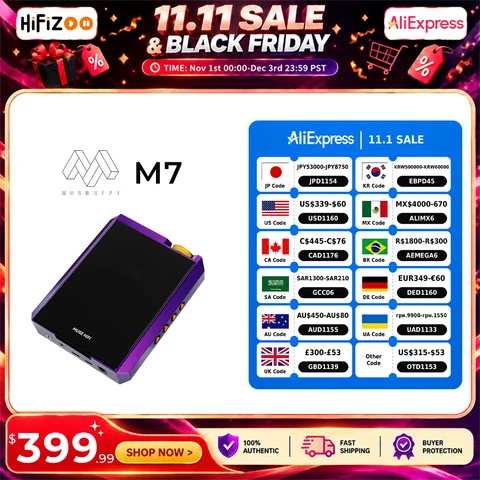 HiFiZOO
11.11 SALE
& BLACK FRIDAY
AliExpress
TIME: Nov 1st 00:00-Dec 3rd 23:59 PST
M7
MUSE HIFI
AliExpress | 11.1 SALE
JP Code
JPY53000-JPY8750
JPD1154
KR Code
KRW500000-KRW60000
EBPD45
US Code
US$339-$60
USD1160
MX Code
MX$4000-670
ALIMX6
CA Code
C$445-C$76
CAD1176
BR Code
R$1800-R$300
AEMEGA6
SA Code
SAR1300-SAR210
GCC06
DE Code
EUR349-€60
DED1160
AU Code
AU$450-AU$80
AUD1155
UA Code
грн.9900-грн.1550
UAD1133
UK Code
£300-£53
GBD1139
Other
Code
US$315-$53
OTD1153
$399.99
SHOP NOW >
100%
AUTHENTIC
FAST
SHIPPING
BUYER
PROTECTION